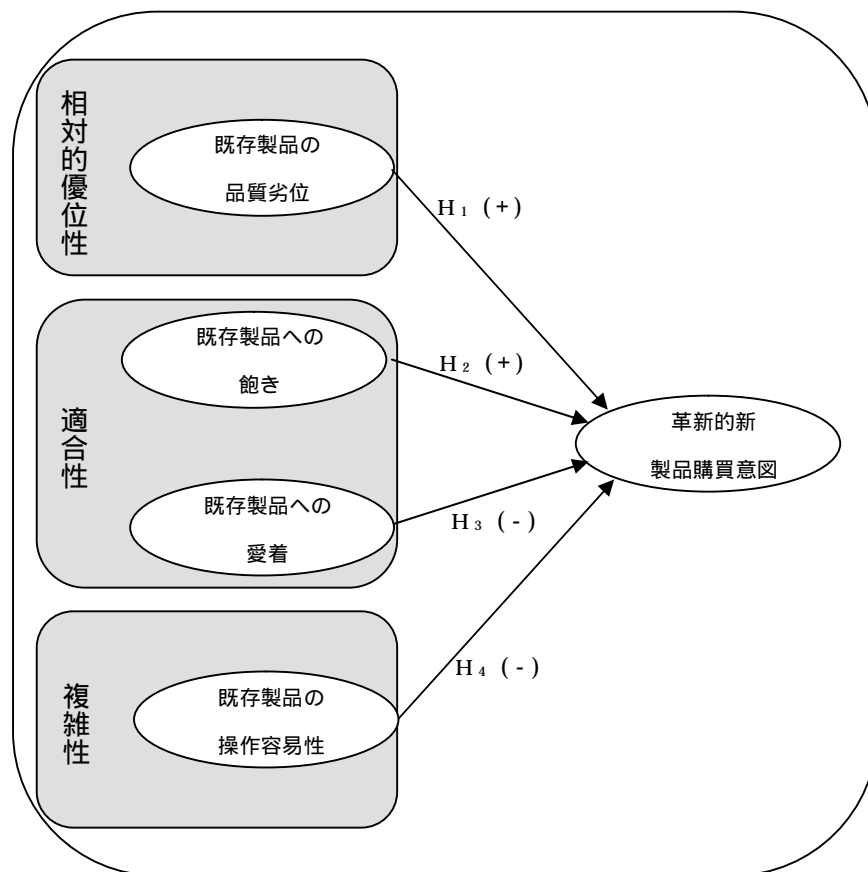 相対的優位性
既存製品の
品質劣位
H₁ (+)
適合性
既存製品への
飽き
H₂ (+)
既存製品への
愛着
H₃ (-)
複雑性
既存製品の
操作容易性
H₄ (-)
革新的新
製品購買意図